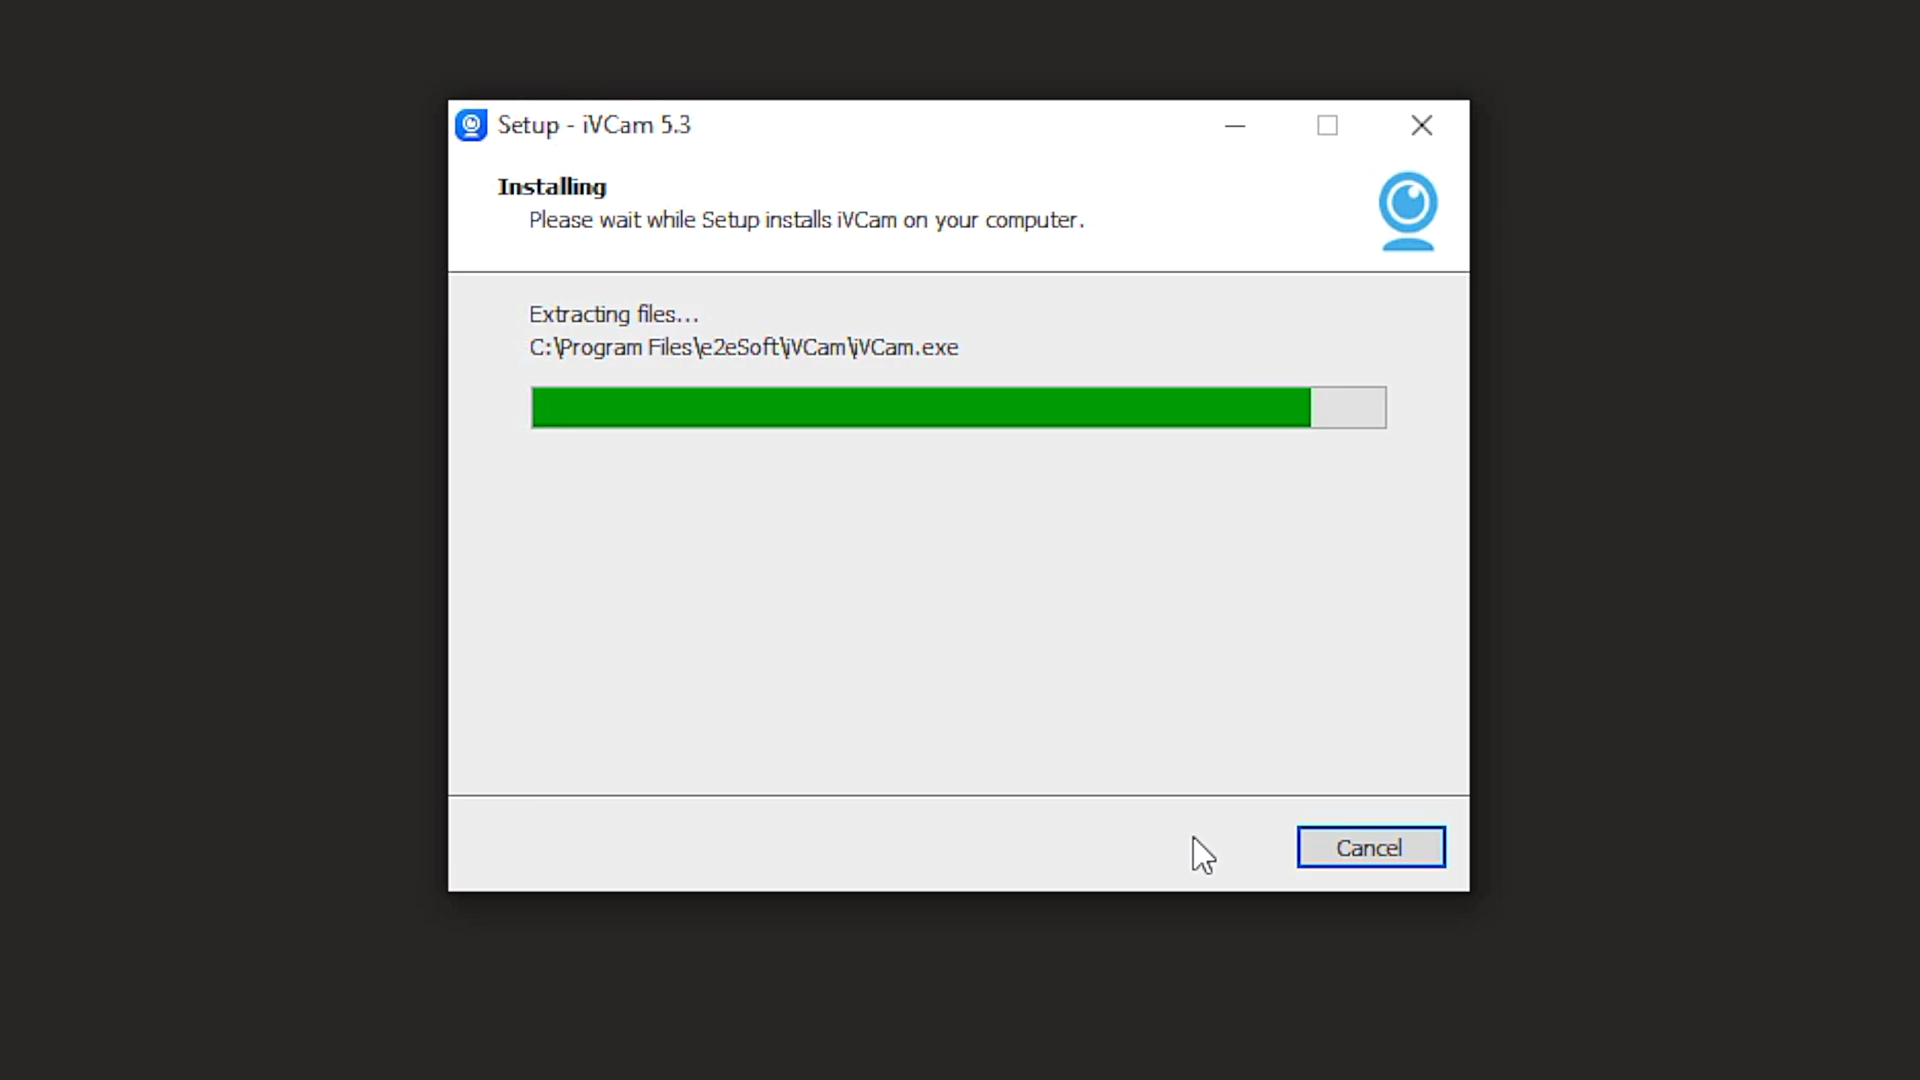 Setup - iVCam 5.3
Installing
Please wait while Setup installs iVCam on your computer.
Extracting files...
C:\Program Files\e2eSoft\iVCam\iVCam.exe
Cancel